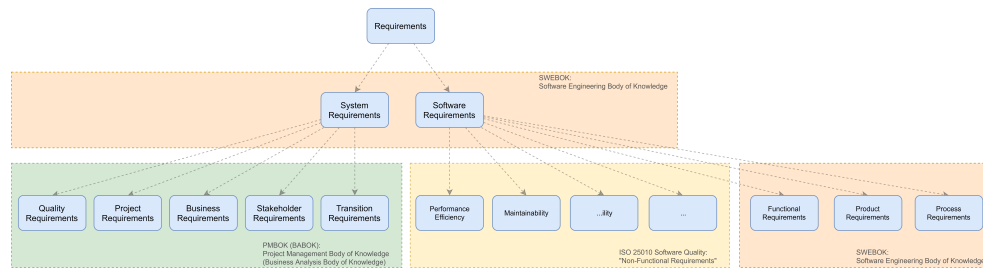 Requirements
SWEBOK:
Software Engineering Body of Knowledge
System
Requirements
Software
Requirements
Quality
Requirements
Project
Requirements
Business
Requirements
Stakeholder
Requirements
Transition
Requirements
PMBOK (BABOK):
Project Management Body of Knowledge
(Business Analysis Body of Knowledge)
Performance
Efficiency
Maintainability
...ility
...
ISO 25010 Software Quality:
"Non-Functional Requirements"
Functional
Requirements
Product
Requirements
Process
Requirements
SWEBOK:
Software Engineering Body of Knowledge